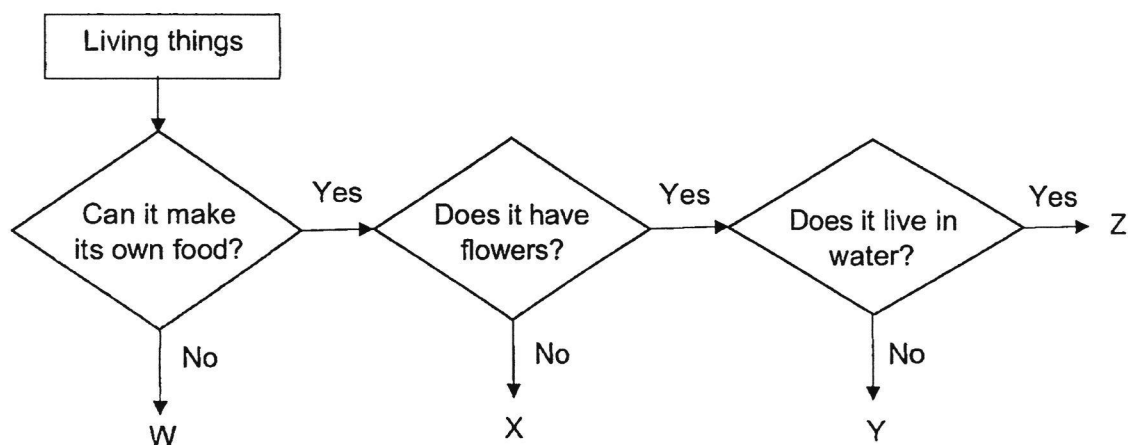 Living things
Can it make
its own food?
Yes
Does it have
flowers?
Yes
Does it live in
water?
Yes
Z
No
No
No
W
X
Y